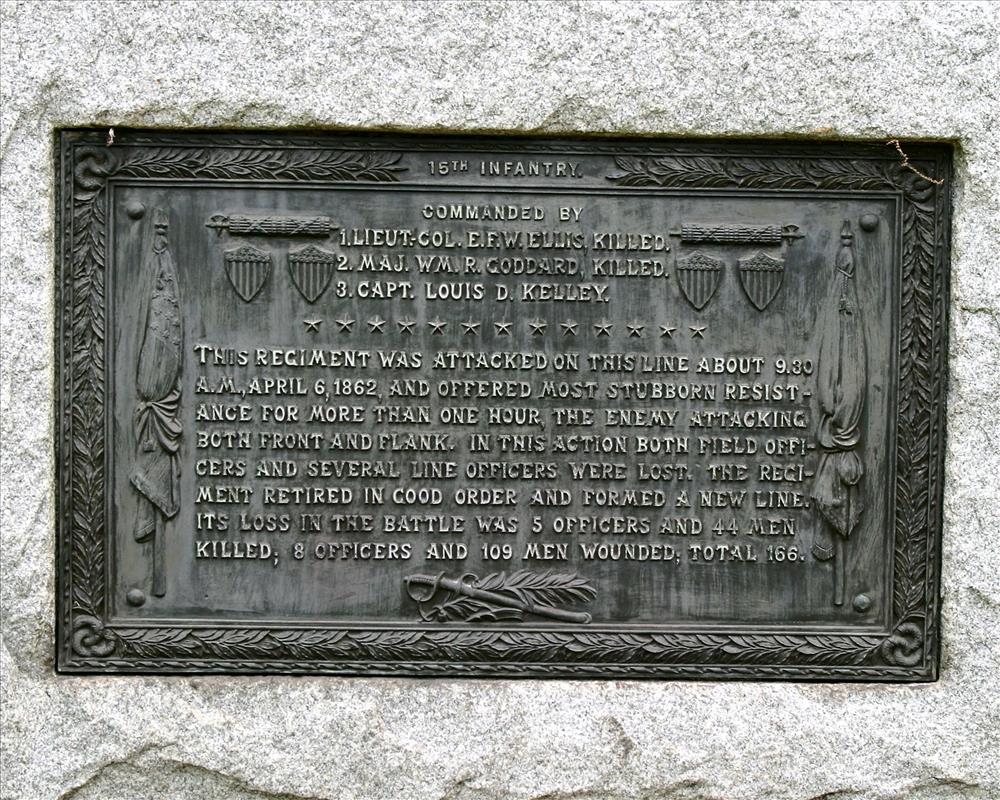 15TH INFANTRY.
COMMANDED BY
1. LIEUT.-COL. E.F.W. ELLIS. KILLED.
2. MAJ. WM. R. GODDARD, KILLED.
3. CAPT. LOUIS D. KELLEY.
THIS REGIMENT WAS ATTACKED ON THIS LINE ABOUT 9.30
A.M., APRIL 6, 1862, AND OFFERED MOST STUBBORN RESIST-
ANCE FOR MORE THAN ONE HOUR, THE ENEMY ATTACKING
BOTH FRONT AND FLANK. IN THIS ACTION BOTH FIELD OFFI-
CERS AND SEVERAL LINE OFFICERS WERE LOST. THE REGI-
MENT RETIRED IN GOOD ORDER AND FORMED A NEW LINE.
ITS LOSS IN THE BATTLE WAS 5 OFFICERS AND 44 MEN
KILLED; 8 OFFICERS AND 109 MEN WOUNDED; TOTAL 166.